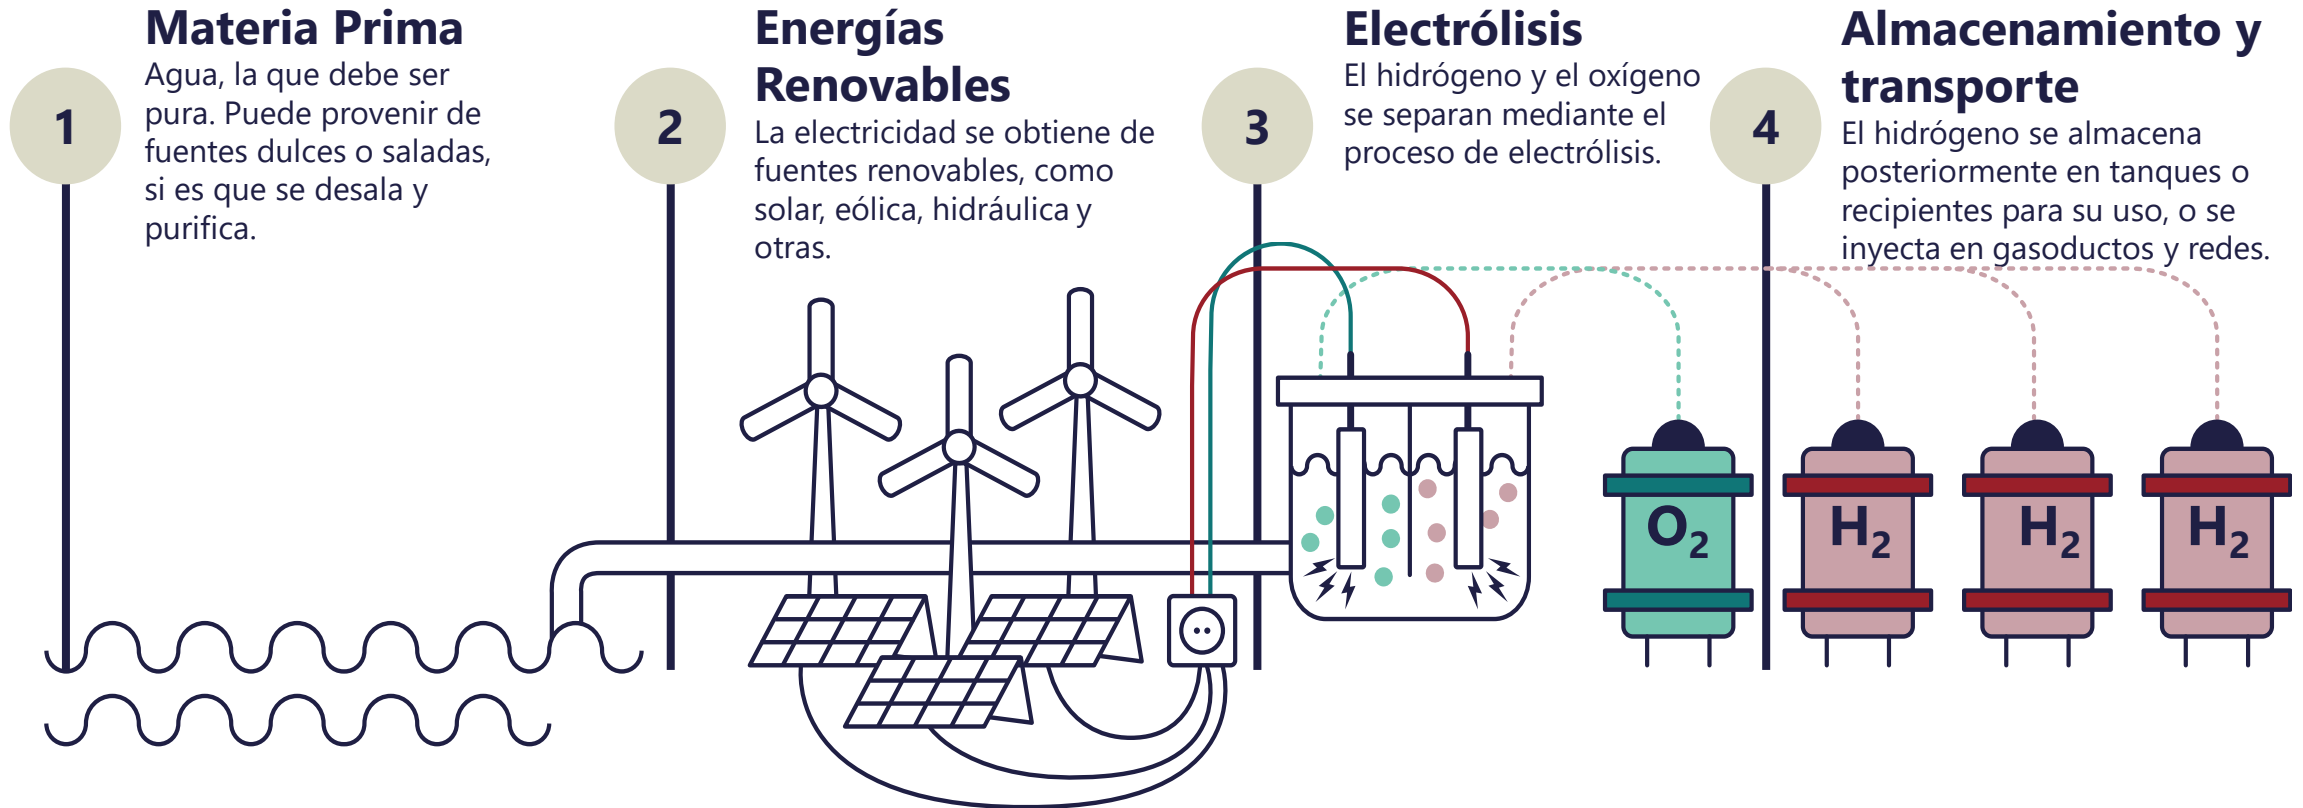 1
Materia Prima
Agua, la que debe ser
pura. Puede provenir de
fuentes dulces o saladas,
si es que se desala y
purifica.
2
Energías
Renovables
La electricidad se obtiene de
fuentes renovables, como
solar, eólica, hidráulica y
otras.
3
Electrólisis
El hidrógeno y el oxígeno
se separan mediante el
proceso de electrólisis.
4
Almacenamiento y
transporte
El hidrógeno se almacena
posteriormente en tanques o
recipientes para su uso, o se
inyecta en gasoductos y redes.
O₂
H₂
H₂
H₂